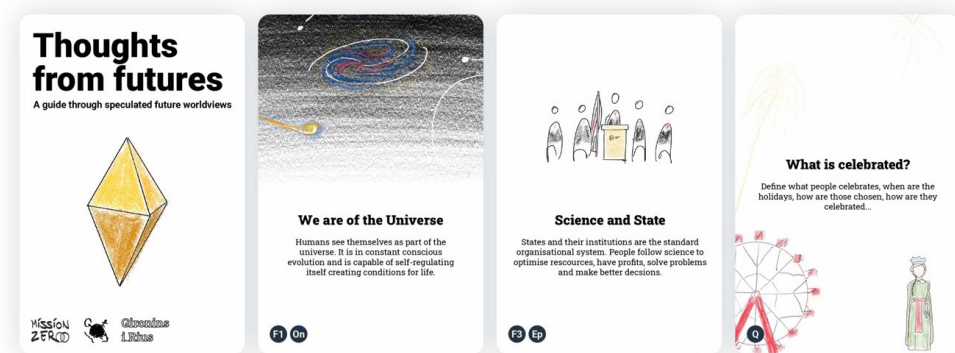 Thoughts
from futures
A guide through speculated future worldviews
MISSION
ZERO
Gironins
i Rius
We are of the Universe
Humans see themselves as part of the
universe. It is in constant conscious
evolution and is capable of self-regulating
itself creating conditions for life.
F1 On
Science and State
States and their institutions are the standard
organisational system. People follow science to
optimise rescources, have profits, solve problems
and make better decsions.
F3 Ep
What is celebrated?
Define what people celebrates, when are the
holidays, how are those chosen, how are they
celebrated...
Q